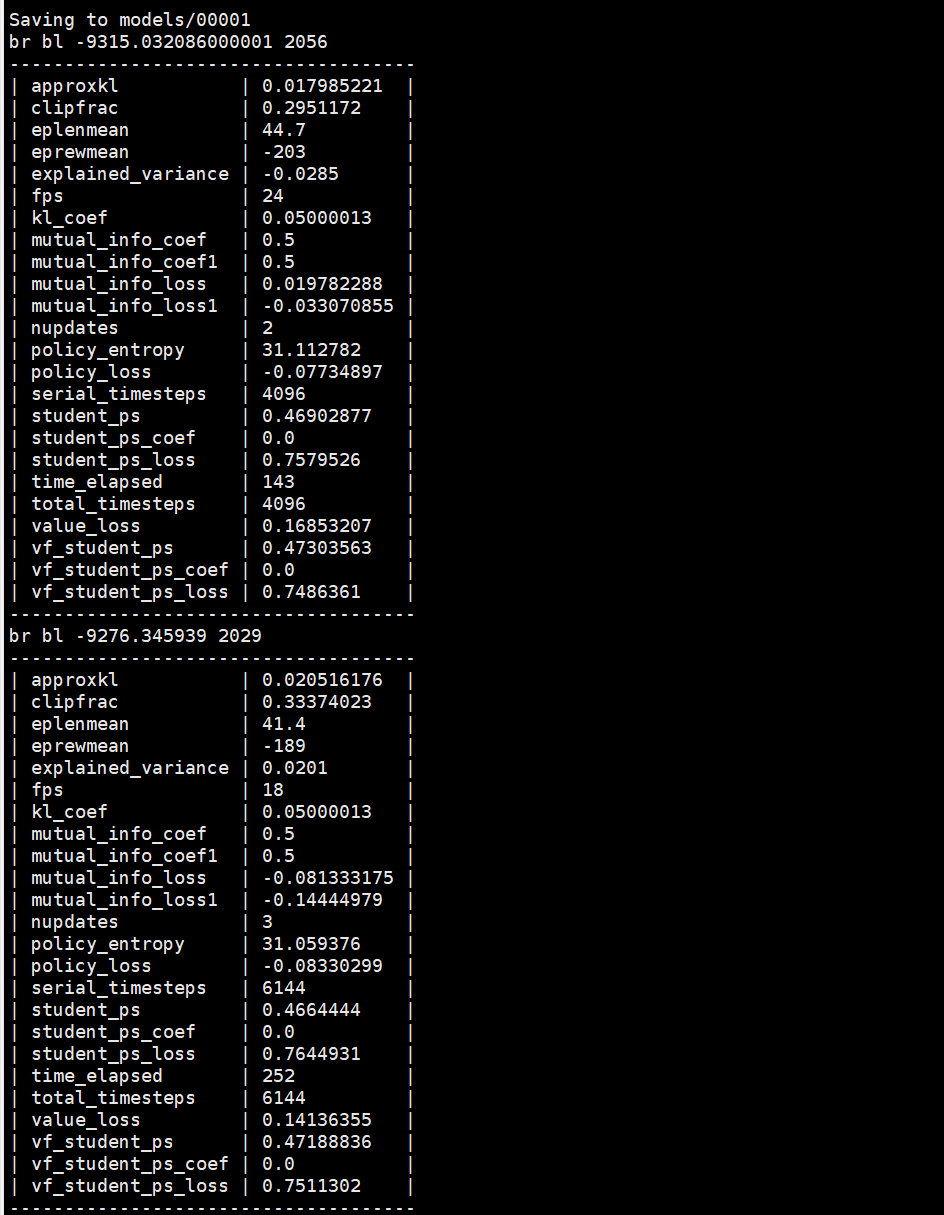 Saving to models/00001
br bl -9315.032086000001 2056
-------------------------------------
| approxkl           | 0.017985221  |
| clipfrac           | 0.2951172    |
| eplenmean          | 44.7         |
| eprewmean          | -203         |
| explained_variance | -0.0285      |
| fps                | 24           |
| kl_coef            | 0.05000013   |
| mutual_info_coef   | 0.5          |
| mutual_info_coef1  | 0.5          |
| mutual_info_loss   | 0.019782288  |
| mutual_info_loss1  | -0.033070855 |
| nupdates           | 2            |
| policy_entropy     | 31.112782    |
| policy_loss        | -0.07734897  |
| serial_timesteps   | 4096         |
| student_ps         | 0.46902877   |
| student_ps_coef    | 0.0          |
| student_ps_loss    | 0.7579526    |
| time_elapsed       | 143          |
| total_timesteps    | 4096         |
| value_loss         | 0.16853207   |
| vf_student_ps      | 0.47303563   |
| vf_student_ps_coef | 0.0          |
| vf_student_ps_loss | 0.7486361    |
-------------------------------------
br bl -9276.345939 2029
-------------------------------------
| approxkl           | 0.020516176  |
| clipfrac           | 0.33374023   |
| eplenmean          | 41.4         |
| eprewmean          | -189         |
| explained_variance | 0.0201       |
| fps                | 18           |
| kl_coef            | 0.05000013   |
| mutual_info_coef   | 0.5          |
| mutual_info_coef1  | 0.5          |
| mutual_info_loss   | -0.081333175 |
| mutual_info_loss1  | -0.14444979  |
| nupdates           | 3            |
| policy_entropy     | 31.059376    |
| policy_loss        | -0.08330299  |
| serial_timesteps   | 6144         |
| student_ps         | 0.4664444    |
| student_ps_coef    | 0.0          |
| student_ps_loss    | 0.7644931    |
| time_elapsed       | 252          |
| total_timesteps    | 6144         |
| value_loss         | 0.14136355   |
| vf_student_ps      | 0.47188836   |
| vf_student_ps_coef | 0.0          |
| vf_student_ps_loss | 0.7511302    |
-------------------------------------